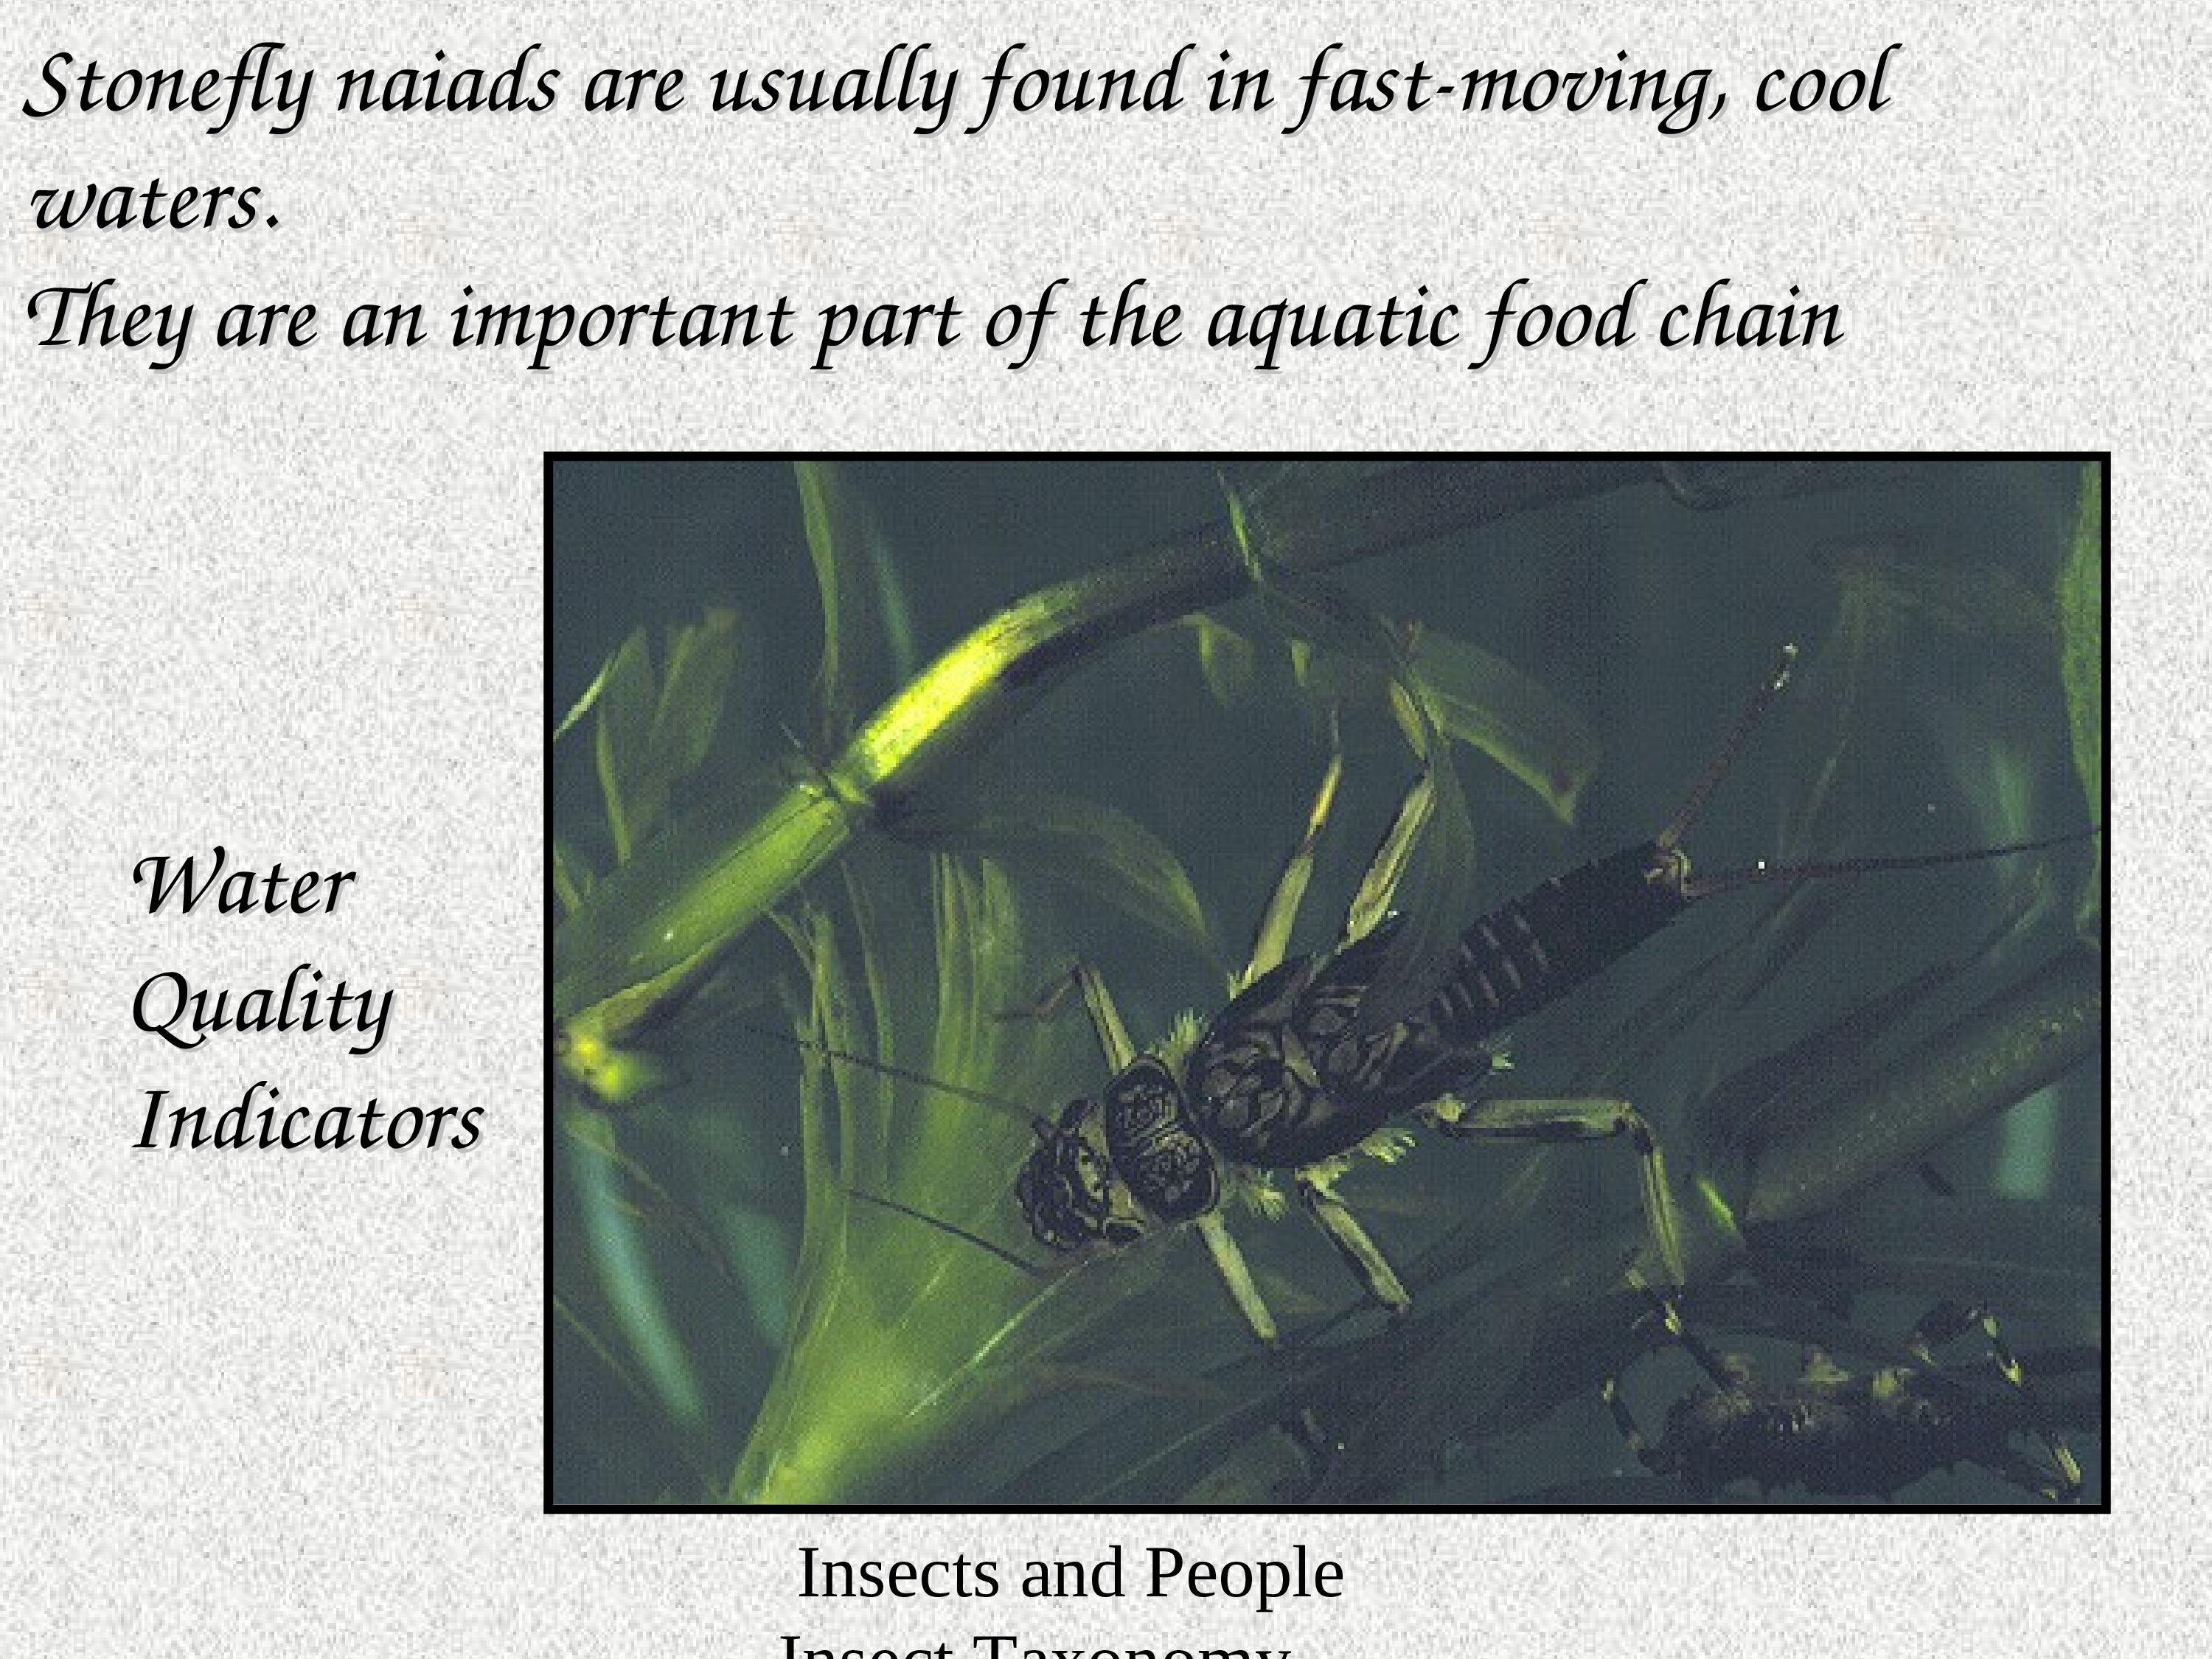 Stonefly naiads are usually found in fast-moving, cool
waters.
They are an important part of the aquatic food chain
Water
Quality
Indicators
Insects and People
Insect Taxonomy